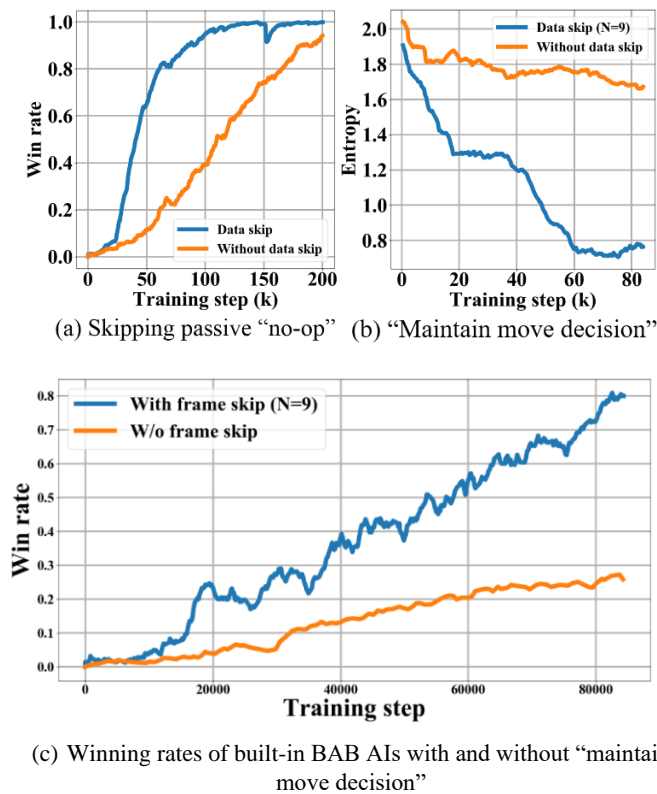 1.0
0.8
0.6
0.4
0.2
0.0
Win rate
Data skip
Without data skip
0 50 100 150 200
Training step (k)
(a) Skipping passive “no-op”
2.0
1.8
1.6
1.4
1.2
1.0
0.8
Entropy
Data skip (N=9)
Without data skip
0 20 40 60 80
Training step (k)
(b) “Maintain move decision”
0.8
0.7
0.6
0.5
0.4
0.3
0.2
0.1
0.0
Win rate
With frame skip (N=9)
W/o frame skip
0 20000 40000 60000 80000
Training step
(c) Winning rates of built-in BAB AIs with and without “maintai
move decision”